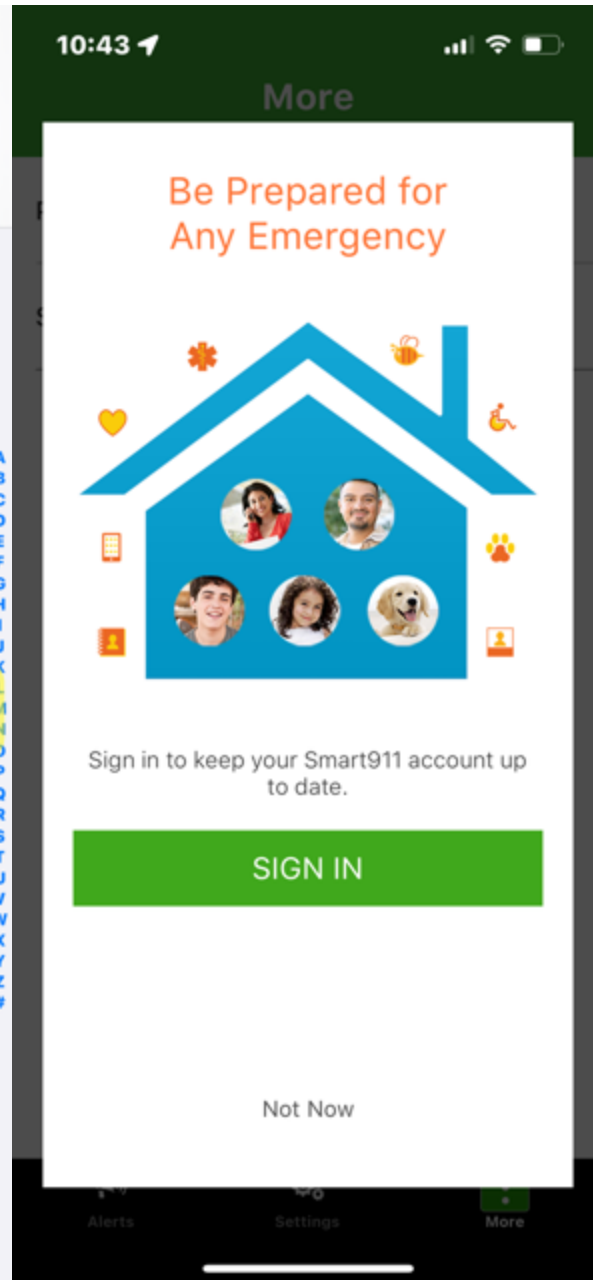 10:43
More
Be Prepared for
Any Emergency
Sign in to keep your Smart911 account up
to date.
SIGN IN
Not Now
Alerts
Settings
More
A
B
C
D
E
F
G
H
I
J
K
L
M
N
O
P
Q
R
S
T
U
V
W
X
Y
Z
#